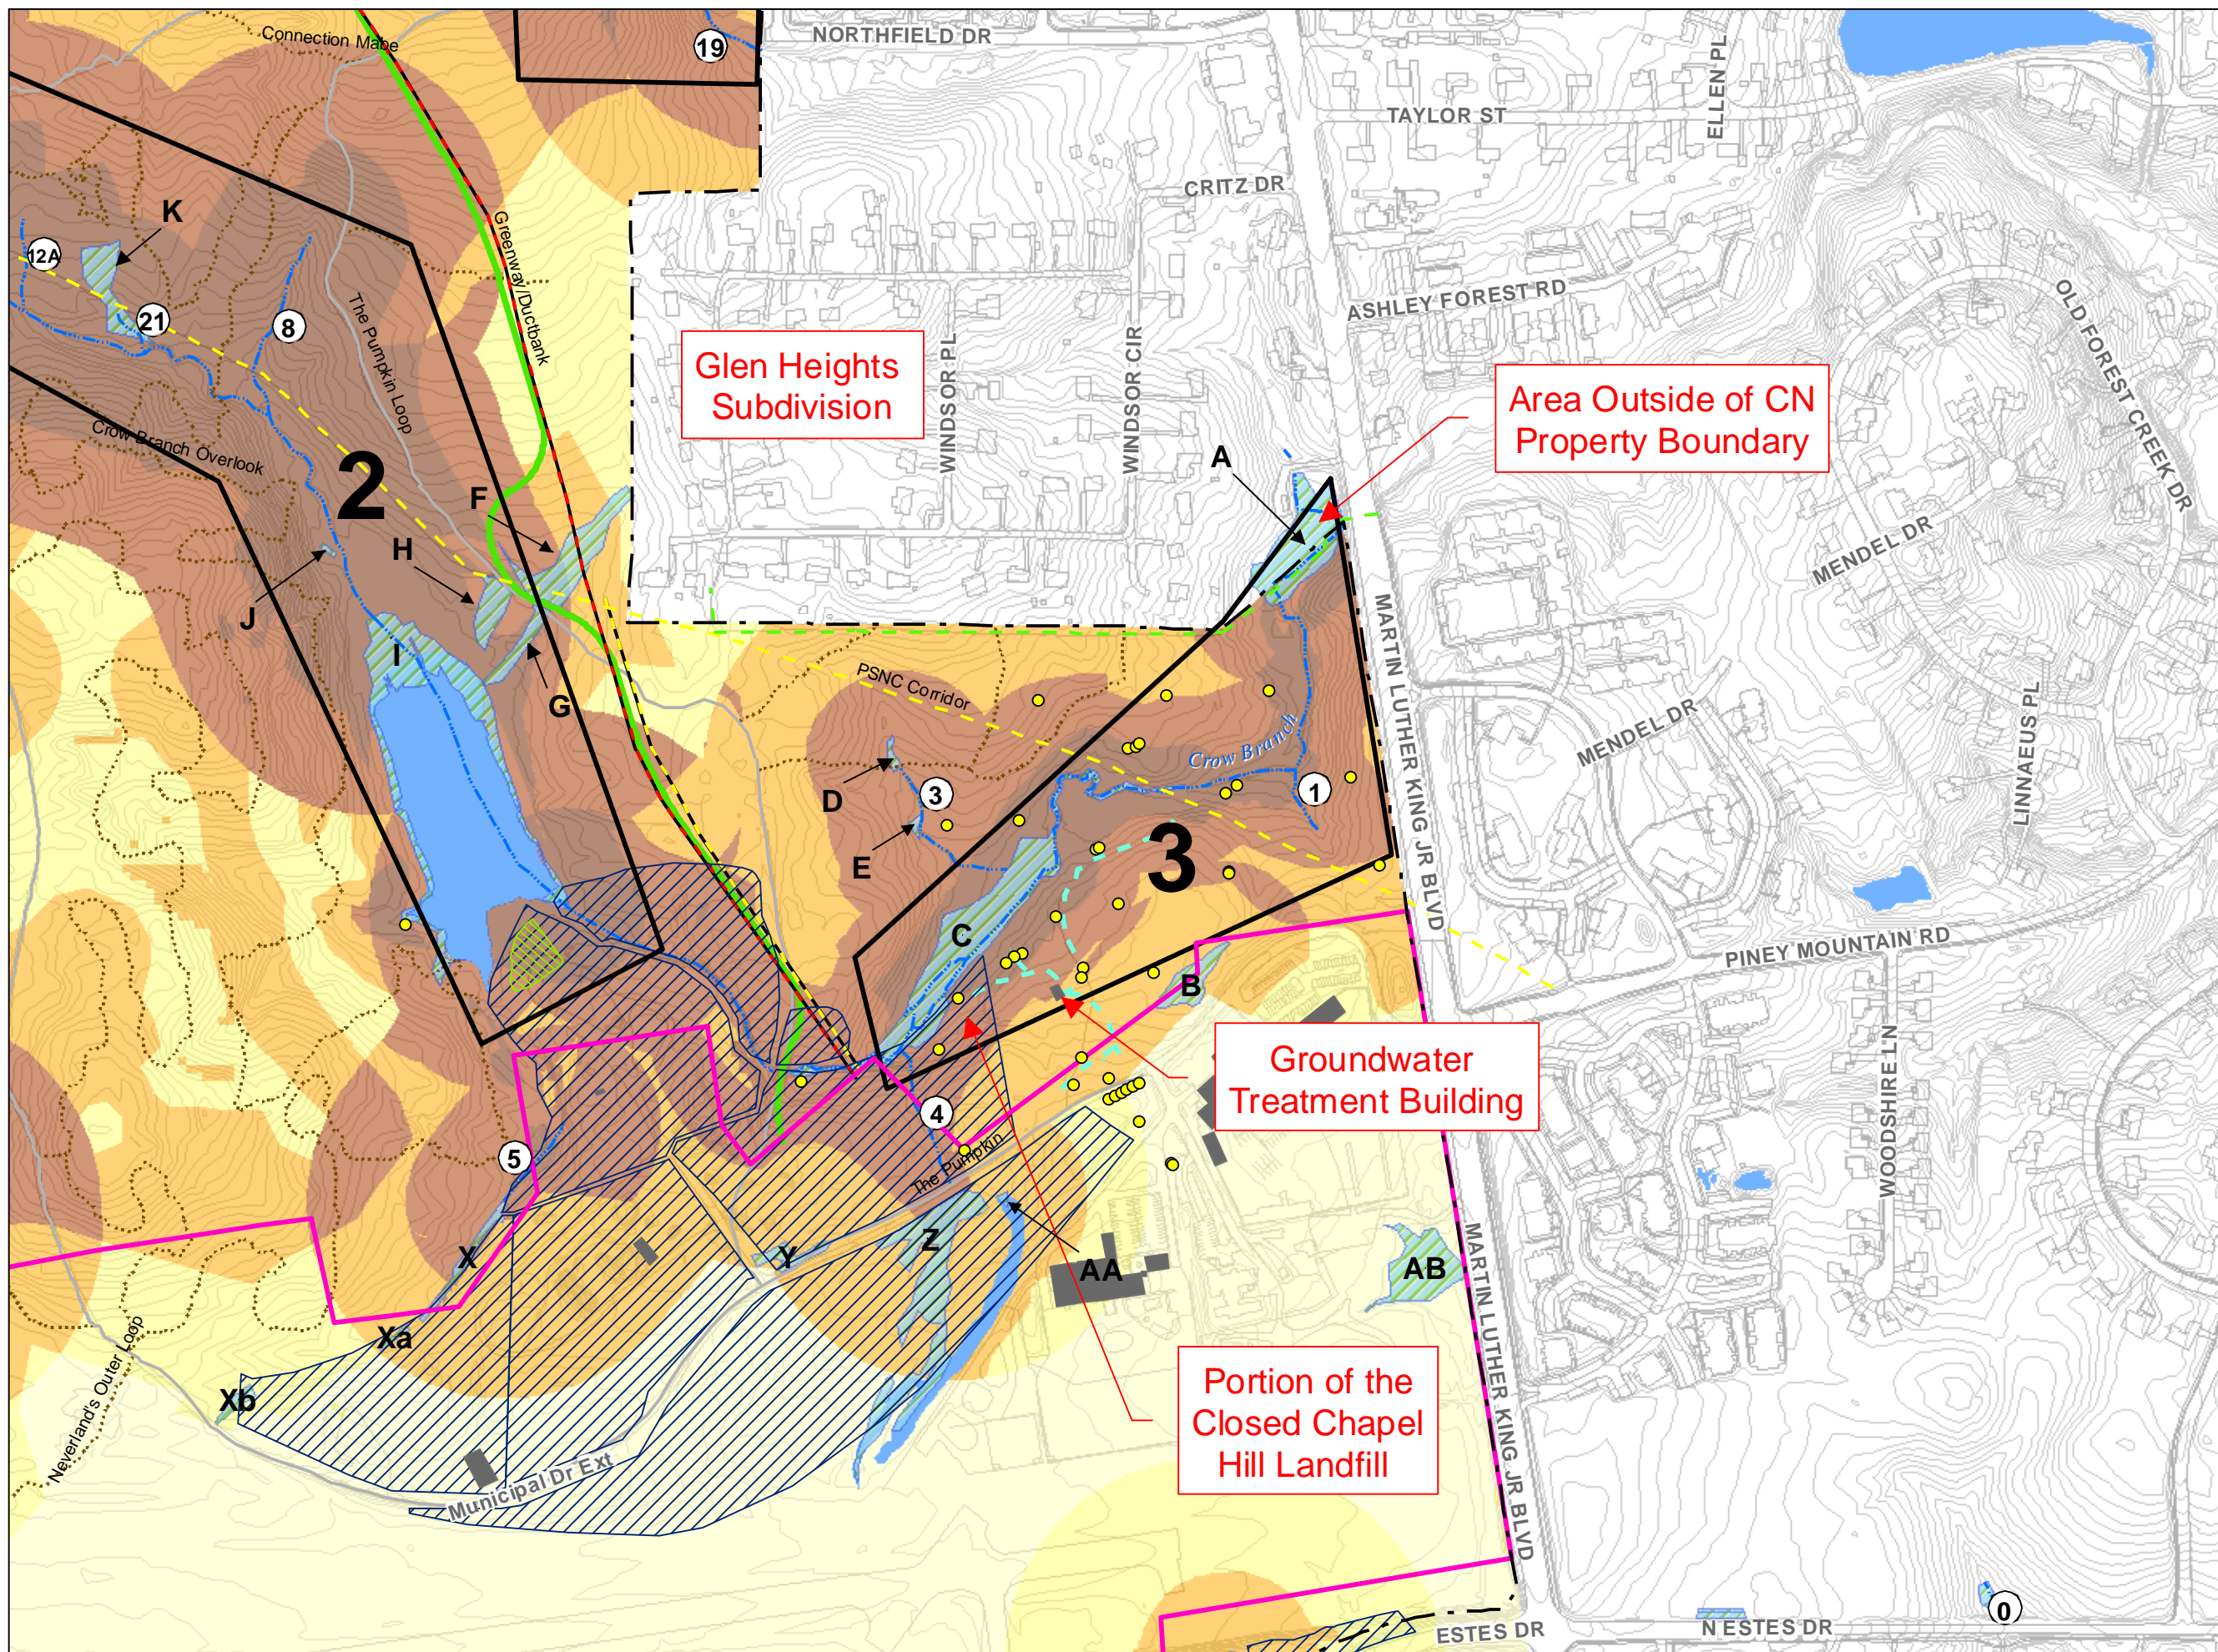 Connection Mabe
19
NORTHFIELD DR
TAYLOR ST
ELLEN PL
CRITZ DR
K
12A
21
8
The Pumpkin Loop
Greenway/Ductbank
ASHLEY FOREST RD
OLD FOREST CREEK DR
Glen Heights
Subdivision
WINDSOR PL
WINDSOR CIR
Area Outside of CN
Property Boundary
A
Crow Branch Overlook
2
F
H
J
I
G
MENDEL DR
MARTIN LUTHER KING JR BLVD
PSNC Corridor
Crow Branch
MENDEL DR
LINNAEUS PL
D
3
E
1
3
C
B
PINEY MOUNTAIN RD
WOODSHIRE LN
Groundwater
Treatment Building
4
5
The Pumpkin
X
Y
Z
AA
AB
MARTIN LUTHER KING JR BLVD
Xa
Xb
Neverland's Outer Loop
Municipal Dr Ext
Portion of the
Closed Chapel
Hill Landfill
0
ESTES DR
N ESTES DR